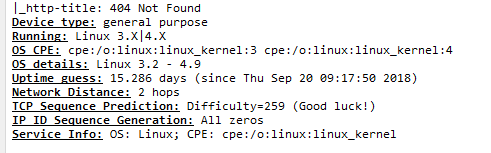 |_http-title: 404 Not Found
Device type: general purpose
Running: Linux 3.X|4.X
OS CPE: cpe:/o:linux:linux_kernel:3 cpe:/o:linux:linux_kernel:4
OS details: Linux 3.2 - 4.9
Uptime guess: 15.286 days (since Thu Sep 20 09:17:50 2018)
Network Distance: 2 hops
TCP Sequence Prediction: Difficulty=259 (Good luck!)
IP ID Sequence Generation: All zeros
Service Info: OS: Linux; CPE: cpe:/o:linux:linux_kernel